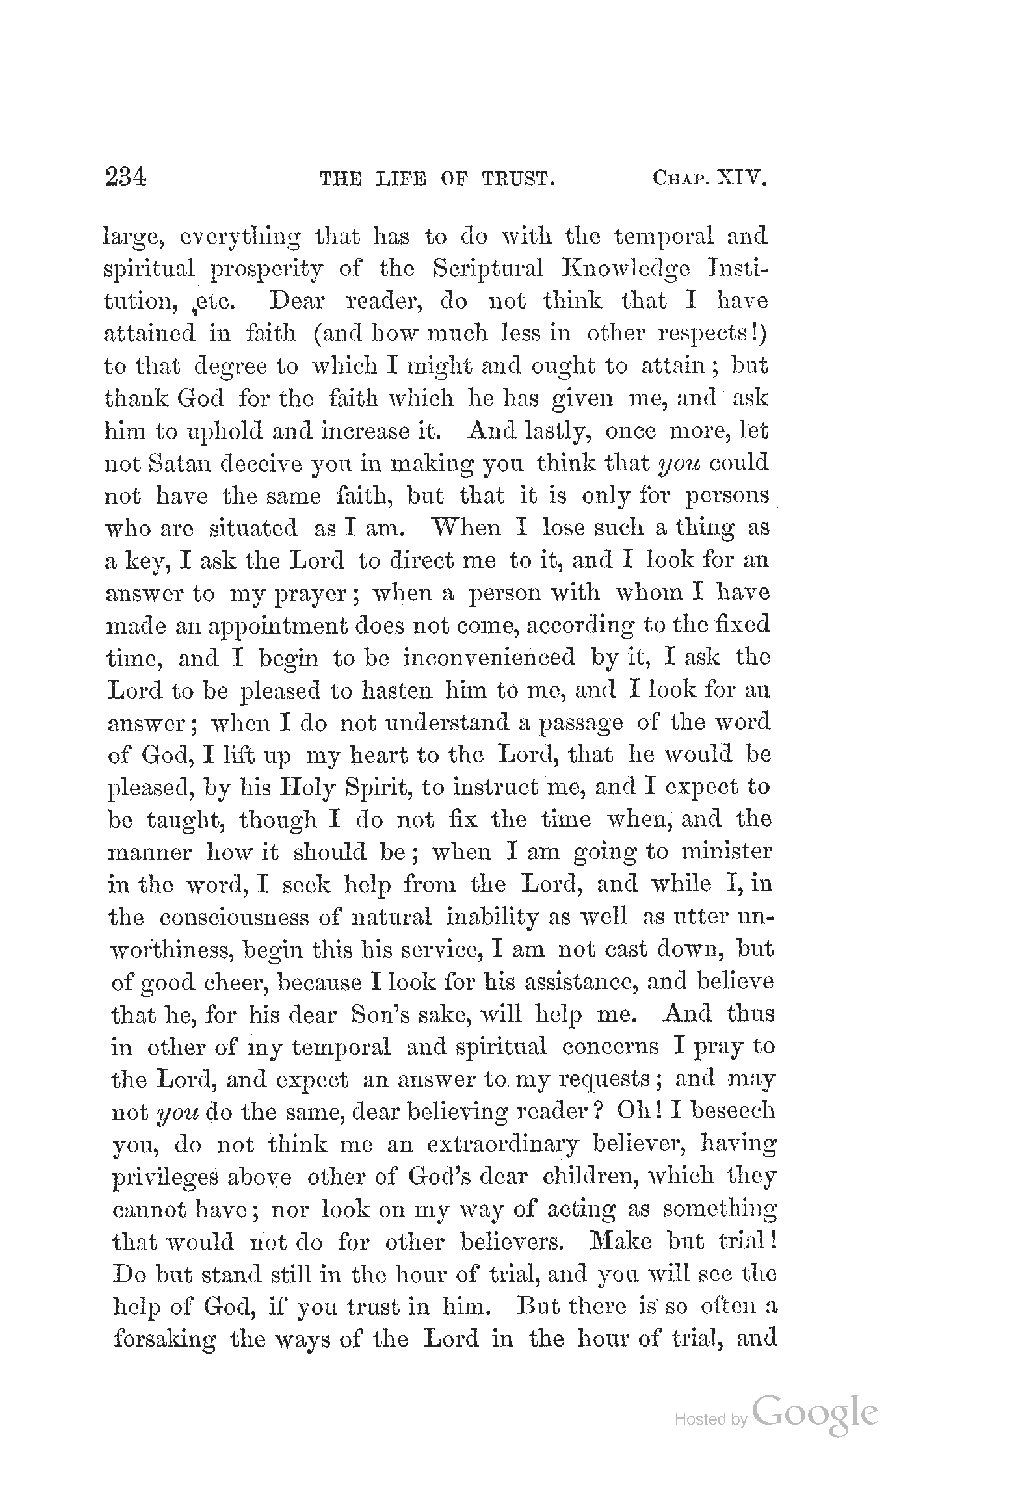 234 THE LIFE OF TRUST. CHAP. XIV.
large, everything that has to do with the temporal and
spiritual prosperity of the Scriptural Knowledge Insti-
tution, etc. Dear reader, do not think that I have
attained in faith (and how much less in other respects!)
to that degree to which I might and ought to attain; but
thank God for the faith which he has given me, and ask
him to uphold and increase it. And lastly, once more, let
not Satan deceive you in making you think that you could
not have the same faith, but that it is only for persons
who are situated as I am. When I lose such a thing as
a key, I ask the Lord to direct me to it, and I look for an
answer to my prayer; when a person with whom I have
made an appointment does not come, according to the fixed
time, and I begin to be inconvenienced by it, I ask the
Lord to be pleased to hasten him to me, and I look for an
answer; when I do not understand a passage of the word
of God, I lift up my heart to the Lord, that he would be
pleased, by his Holy Spirit, to instruct me, and I expect to
be taught, though I do not fix the time when, and the
manner how it should be; when I am going to minister
in the word, I seek help from the Lord, and while I, in
the consciousness of natural inability as well as utter un-
worthiness, begin this his service, I am not cast down, but
of good cheer, because I look for his assistance, and believe
that he, for his dear Son's sake, will help me. And thus
in other of my temporal and spiritual concerns I pray to
the Lord, and expect an answer to my requests; and may
not you do the same, dear believing reader? Oh! I beseech
you, do not think me an extraordinary believer, having
privileges above other of God's dear children, which they
cannot have; nor look on my way of acting as something
that would not do for other believers. Make but trial!
Do but stand still in the hour of trial, and you will see the
help of God, if you trust in him. But there is so often a
forsaking the ways of the Lord in the hour of trial, and
Hosted by Google